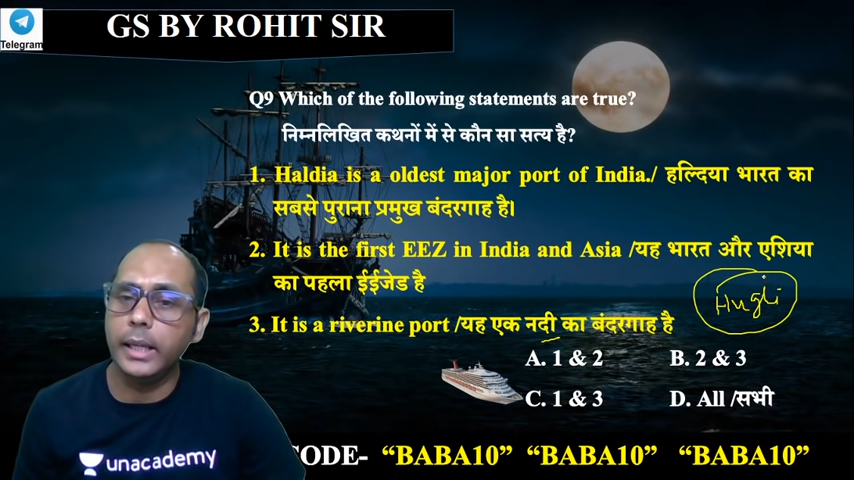 Telegram
GS BY ROHIT SIR
Q9 Which of the following statements are true?
निम्नलिखित कथनों में से कौन सा सत्य है?
1. Haldia is a oldest major port of India./ हल्दिया भारत का
सबसे पुराना प्रमुख बंदरगाह है।
2. It is the first EEZ in India and Asia /यह भारत और एशिया
का पहला ईईजेड है
Hugli
3. It is a riverine port /यह एक नदी का बंदरगाह है
A. 1 & 2 B. 2 & 3
C. 1 & 3 D. All /सभी
unacademy
CODE- “BABA10” “BABA10” “BABA10”